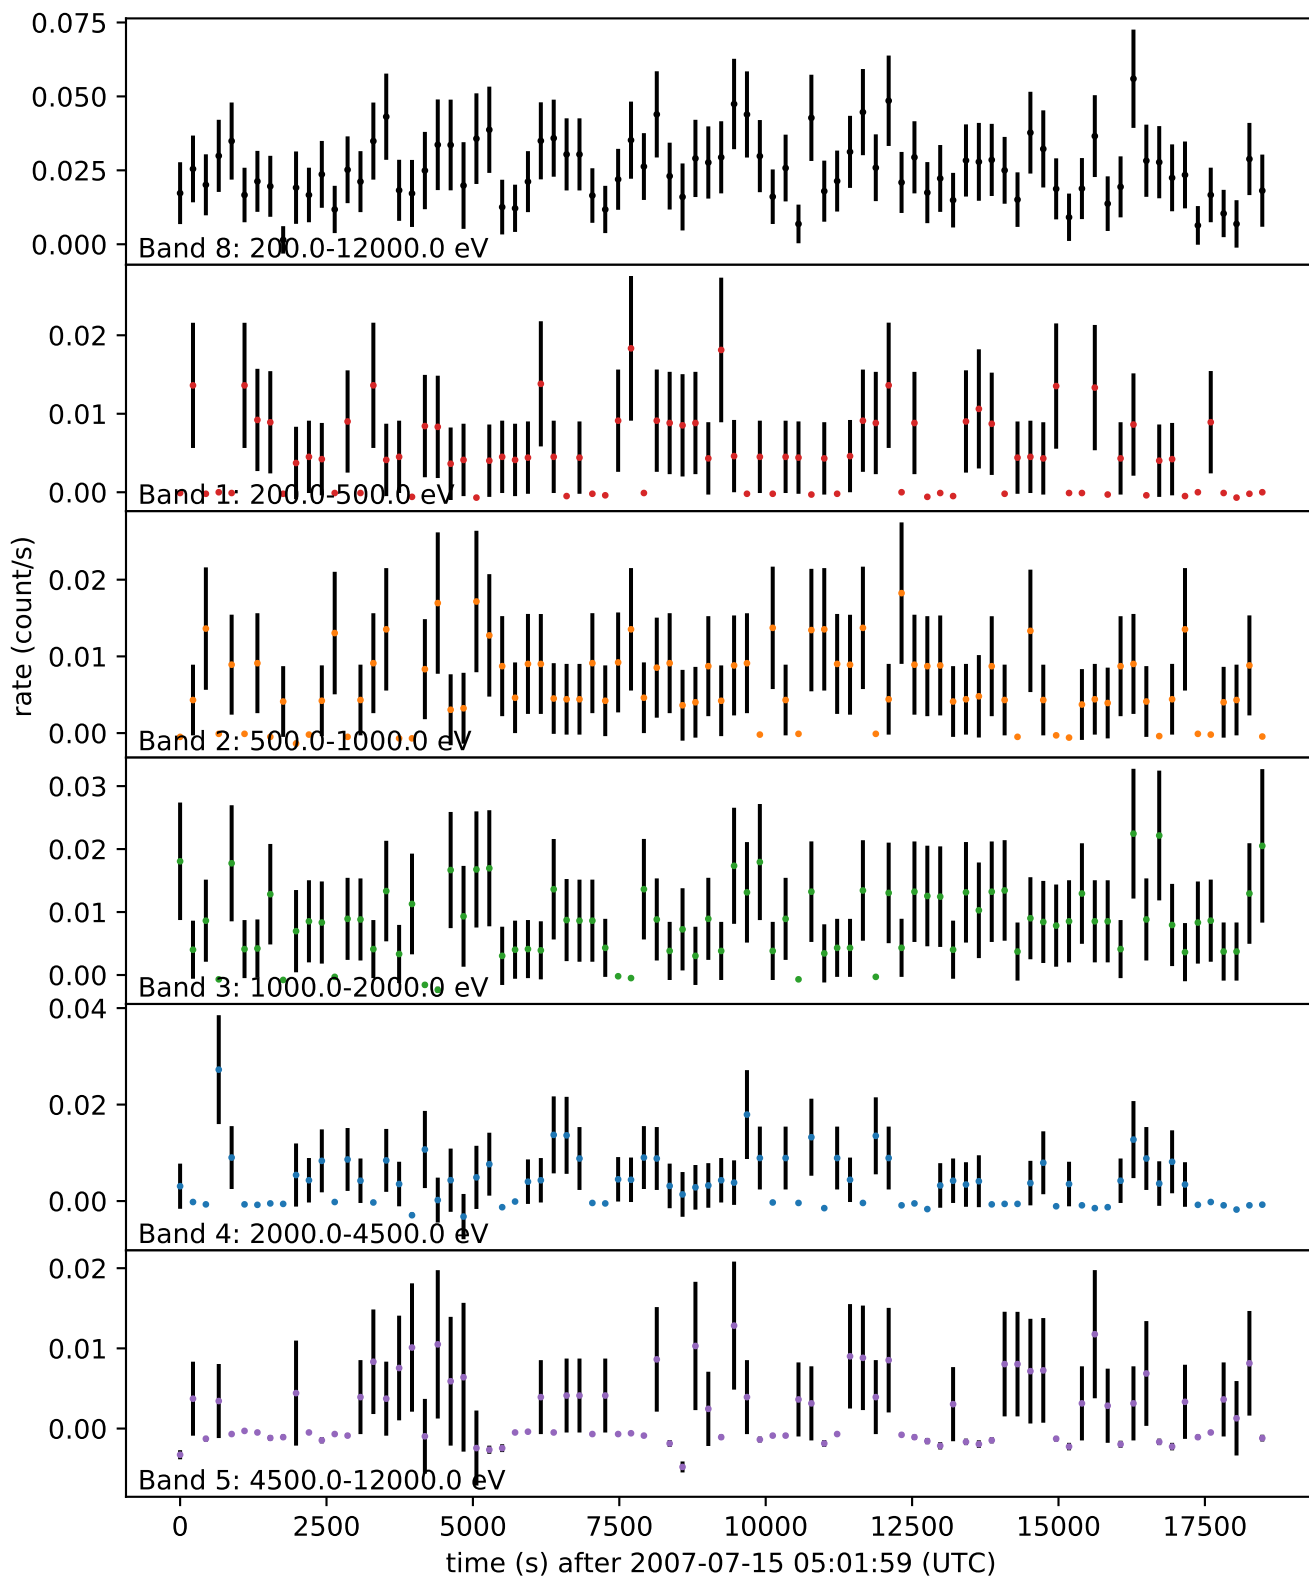 0.075
0.050
0.025
0.000
Band 8: 200.0-12000.0 eV
0.02
0.01
0.00
Band 1: 200.0-500.0 eV
0.02
0.01
0.00
Band 2: 500.0-1000.0 eV
rate (count/s)
0.03
0.02
0.01
0.00
Band 3: 1000.0-2000.0 eV
0.04
0.02
0.00
Band 4: 2000.0-4500.0 eV
0.02
0.01
0.00
Band 5: 4500.0-12000.0 eV
0 2500 5000 7500 10000 12500 15000 17500
time (s) after 2007-07-15 05:01:59 (UTC)